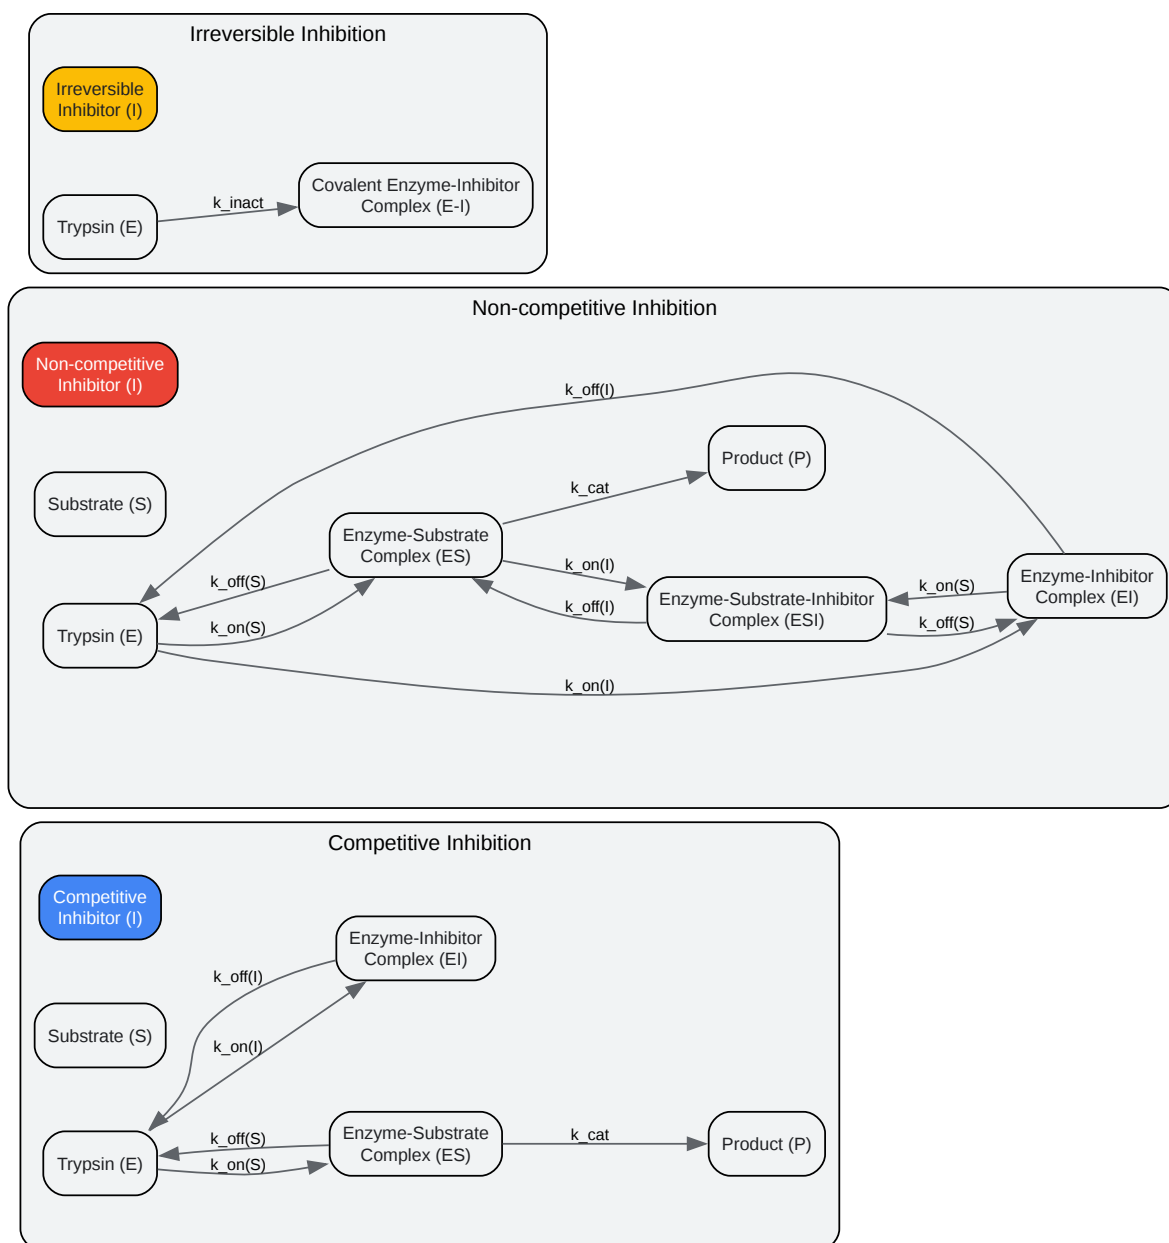 Irreversible Inhibition
Irreversible
Inhibitor (I)
Trypsin (E)
k_inact
Covalent Enzyme-Inhibitor
Complex (E-I)
Non-competitive Inhibition
Non-competitive
Inhibitor (I)
Substrate (S)
Trypsin (E)
k_off(I)
k_cat
Product (P)
Enzyme-Substrate
Complex (ES)
k_off(S)
k_on(S)
k_on(I)
k_off(I)
Enzyme-Substrate-Inhibitor
Complex (ESI)
k_on(S)
k_off(S)
Enzyme-Inhibitor
Complex (EI)
k_on(I)
Competitive Inhibition
Competitive
Inhibitor (I)
Enzyme-Inhibitor
Complex (EI)
k_off(I)
Substrate (S)
k_on(I)
Trypsin (E)
k_off(S)
k_on(S)
Enzyme-Substrate
Complex (ES)
k_cat
Product (P)